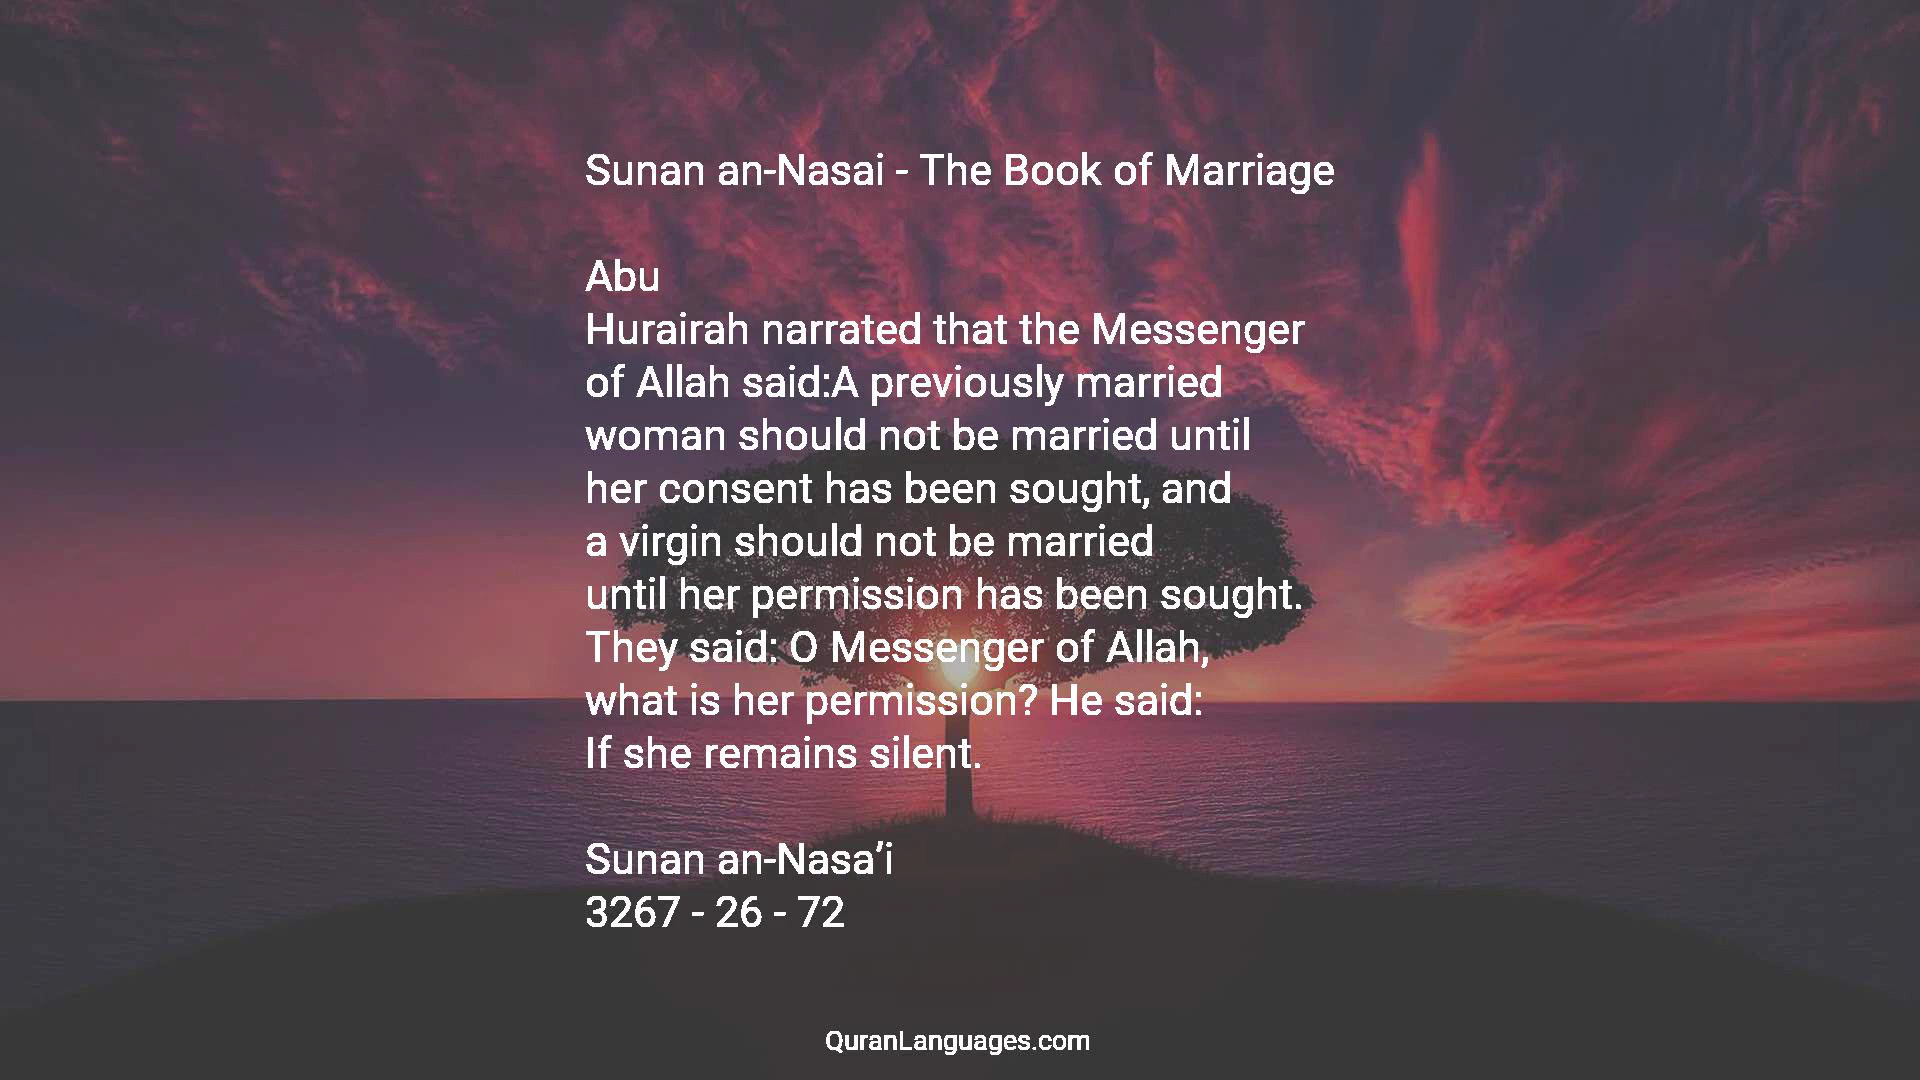 Sunan an-Nasai - The Book of Marriage
Abu
Hurairah narrated that the Messenger
of Allah said:A previously married
woman should not be married until
her consent has been sought, and
a virgin should not be married
until her permission has been sought.
They said: O Messenger of Allah,
what is her permission? He said:
If she remains silent.
Sunan an-Nasa’i
3267 - 26 - 72
QuranLanguages.com